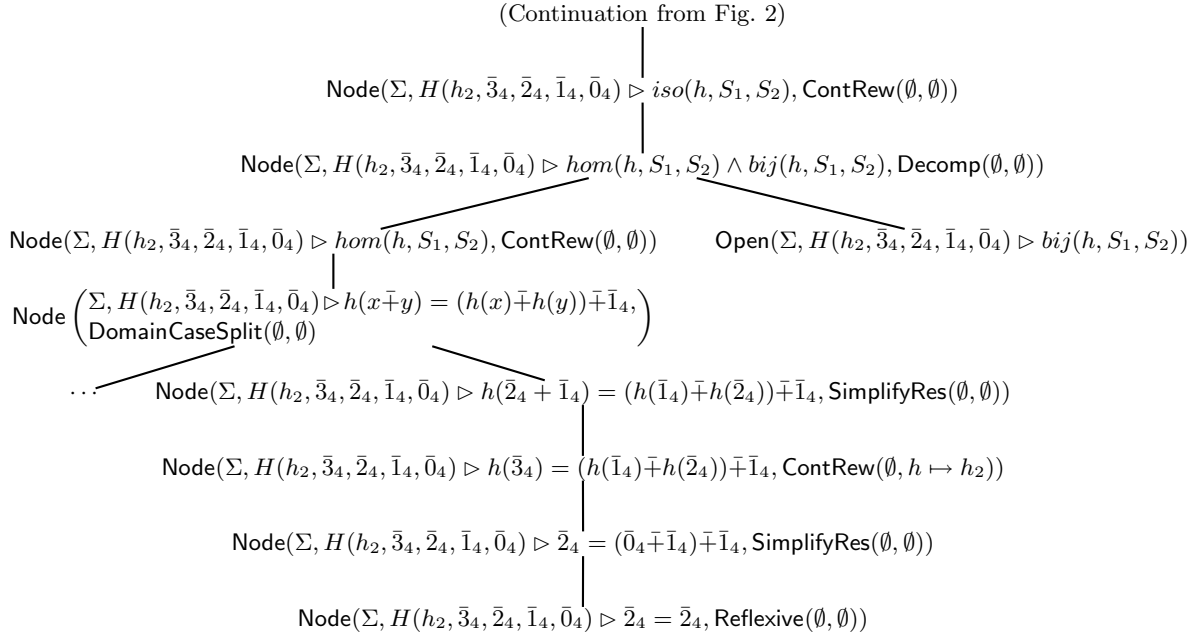 (Continuation from Fig. 2)
Node(Σ, H(h₂, 3̄₄, 2̄₄, 1̄₄, 0̄₄) ▷ iso(h, S₁, S₂), ContRew(∅, ∅))
Node(Σ, H(h₂, 3̄₄, 2̄₄, 1̄₄, 0̄₄) ▷ hom(h, S₁, S₂) ∧ bij(h, S₁, S₂), Decomp(∅, ∅))
Node(Σ, H(h₂, 3̄₄, 2̄₄, 1̄₄, 0̄₄) ▷ hom(h, S₁, S₂), ContRew(∅, ∅)) Open(Σ, H(h₂, 3̄₄, 2̄₄, 1̄₄, 0̄₄) ▷ bij(h, S₁, S₂))
Node(Σ, H(h₂, 3̄₄, 2̄₄, 1̄₄, 0̄₄) ▷ h(x∓y) = (h(x)∓h(y))∓1̄₄,
DomainCaseSplit(∅, ∅))
⋯ Node(Σ, H(h₂, 3̄₄, 2̄₄, 1̄₄, 0̄₄) ▷ h(2̄₄ + 1̄₄) = (h(1̄₄)∓h(2̄₄))∓1̄₄, SimplifyRes(∅, ∅))
Node(Σ, H(h₂, 3̄₄, 2̄₄, 1̄₄, 0̄₄) ▷ h(3̄₄) = (h(1̄₄)∓h(2̄₄))∓1̄₄, ContRew(∅, h ↦ h₂))
Node(Σ, H(h₂, 3̄₄, 2̄₄, 1̄₄, 0̄₄) ▷ 2̄₄ = (0̄₄∓1̄₄)∓1̄₄, SimplifyRes(∅, ∅))
Node(Σ, H(h₂, 3̄₄, 2̄₄, 1̄₄, 0̄₄) ▷ 2̄₄ = 2̄₄, Reflexive(∅, ∅))